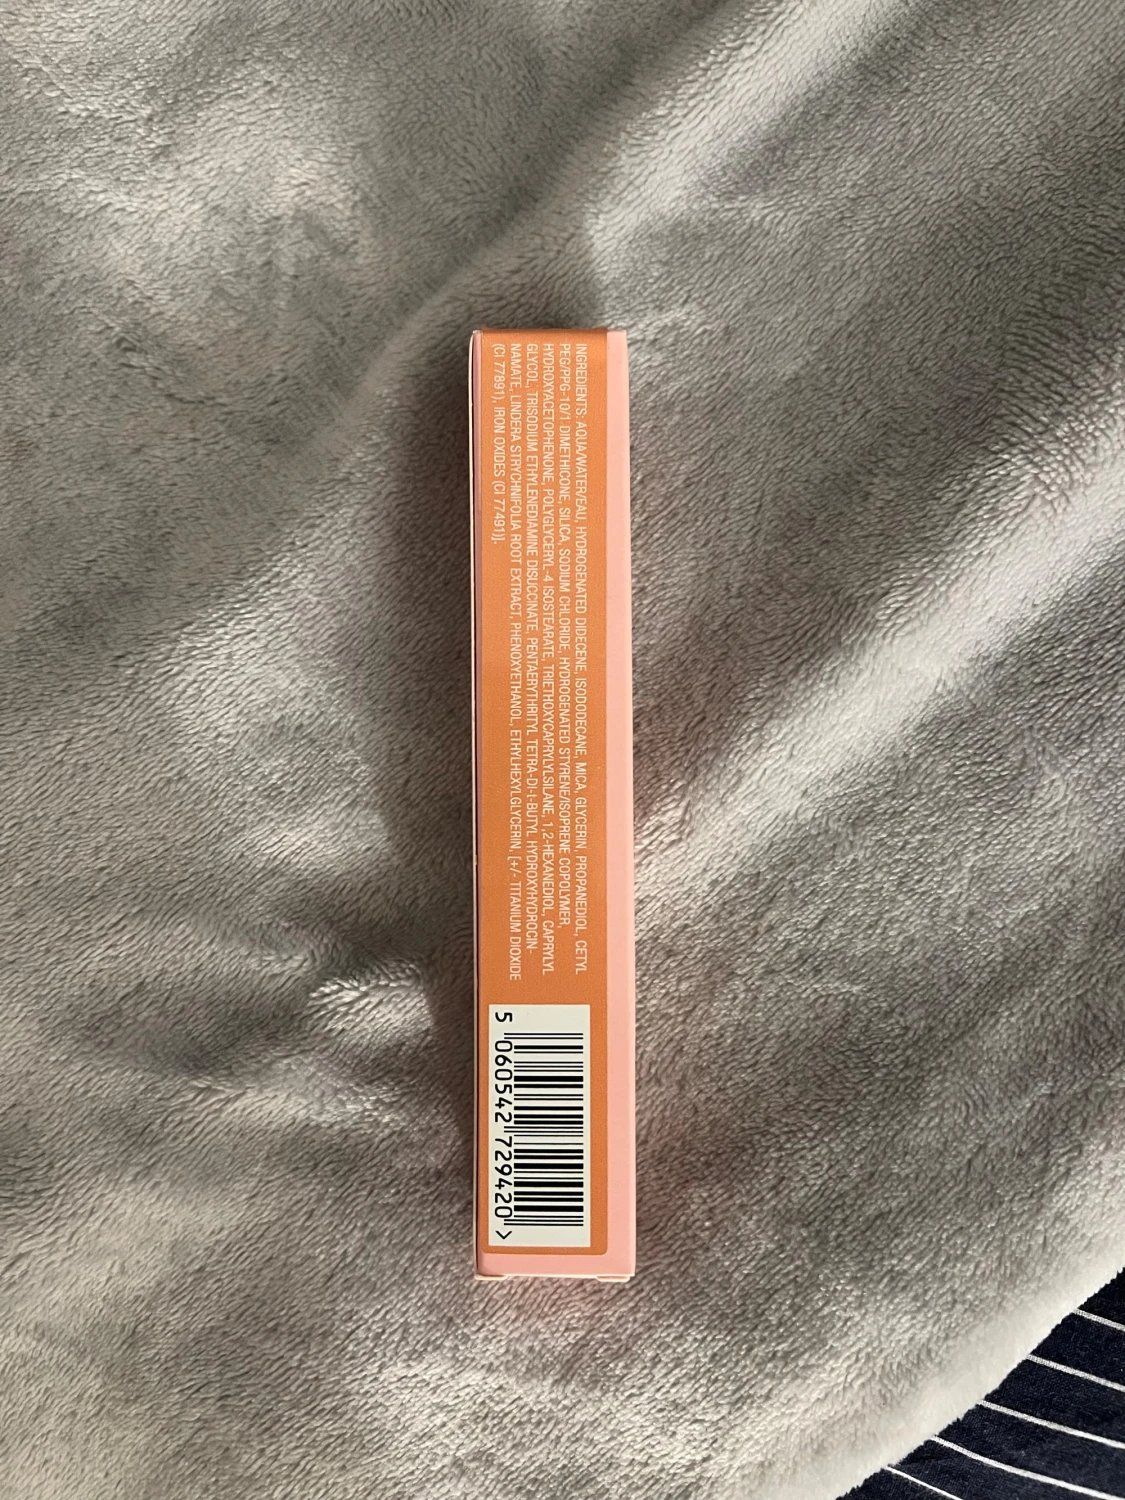 INGREDIENTS: AQUA/WATER/EAU, HYDROGENATED DIDECENE, ISODODECANE, MICA, GLYCERIN, PROPANEDIOL, CETYL
PEG/PPG-10/1 DIMETHICONE, SILICA, SODIUM CHLORIDE, HYDROGENATED STYRENE/ISOPRENE COPOLYMER,
HYDROXYACETOPHENONE, POLYGLYCERYL-4 ISOSTEARATE, TRIETHOXYCAPRYLYLSILANE, 1,2-HEXANEDIOL, CAPRYLYL
GLYCOL, TRISODIUM ETHYLENEDIAMINE DISUCCINATE, PENTAERYTHRITYL TETRA-DI-t-BUTYL HYDROXYHYDROCIN-
NAMATE, LINDERA STRYCHNIFOLIA ROOT EXTRACT, PHENOXYETHANOL, ETHYLHEXYLGLYCERIN, [+/- TITANIUM DIOXIDE
(CI 77891), IRON OXIDES (CI 77491)].
5 060542 729420 >